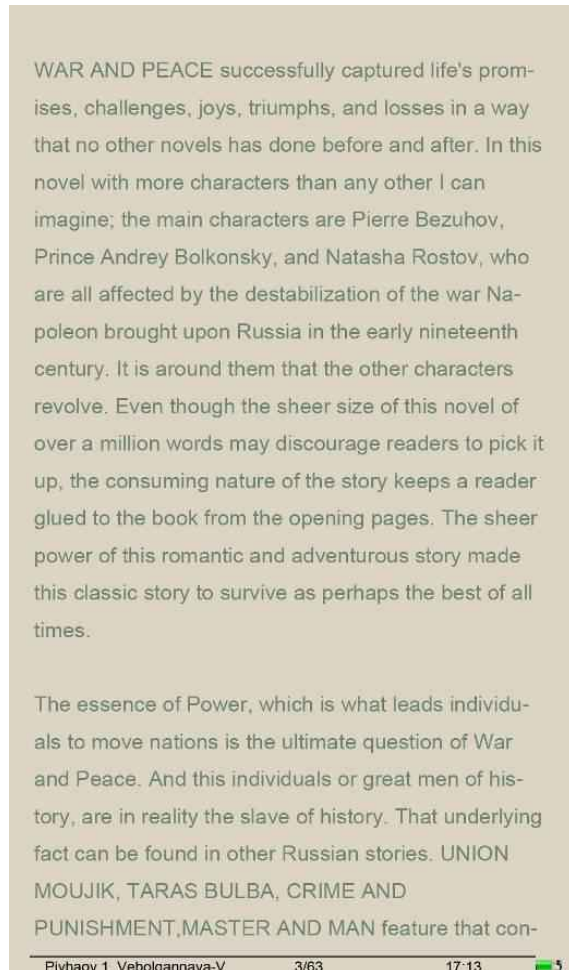 WAR AND PEACE successfully captured life's prom-
ises, challenges, joys, triumphs, and losses in a way
that no other novels has done before and after. In this
novel with more characters than any other I can
imagine; the main characters are Pierre Bezuhov,
Prince Andrey Bolkonsky, and Natasha Rostov, who
are all affected by the destabilization of the war Na-
poleon brought upon Russia in the early nineteenth
century. It is around them that the other characters
revolve. Even though the sheer size of this novel of
over a million words may discourage readers to pick it
up, the consuming nature of the story keeps a reader
glued to the book from the opening pages. The sheer
power of this romantic and adventurous story made
this classic story to survive as perhaps the best of all
times.
The essence of Power, which is what leads individu-
als to move nations is the ultimate question of War
and Peace. And this individuals or great men of his-
tory, are in reality the slave of history. That underlying
fact can be found in other Russian stories. UNION
MOUJIK, TARAS BULBA, CRIME AND
PUNISHMENT,MASTER AND MAN feature that con-
3/63 17:13